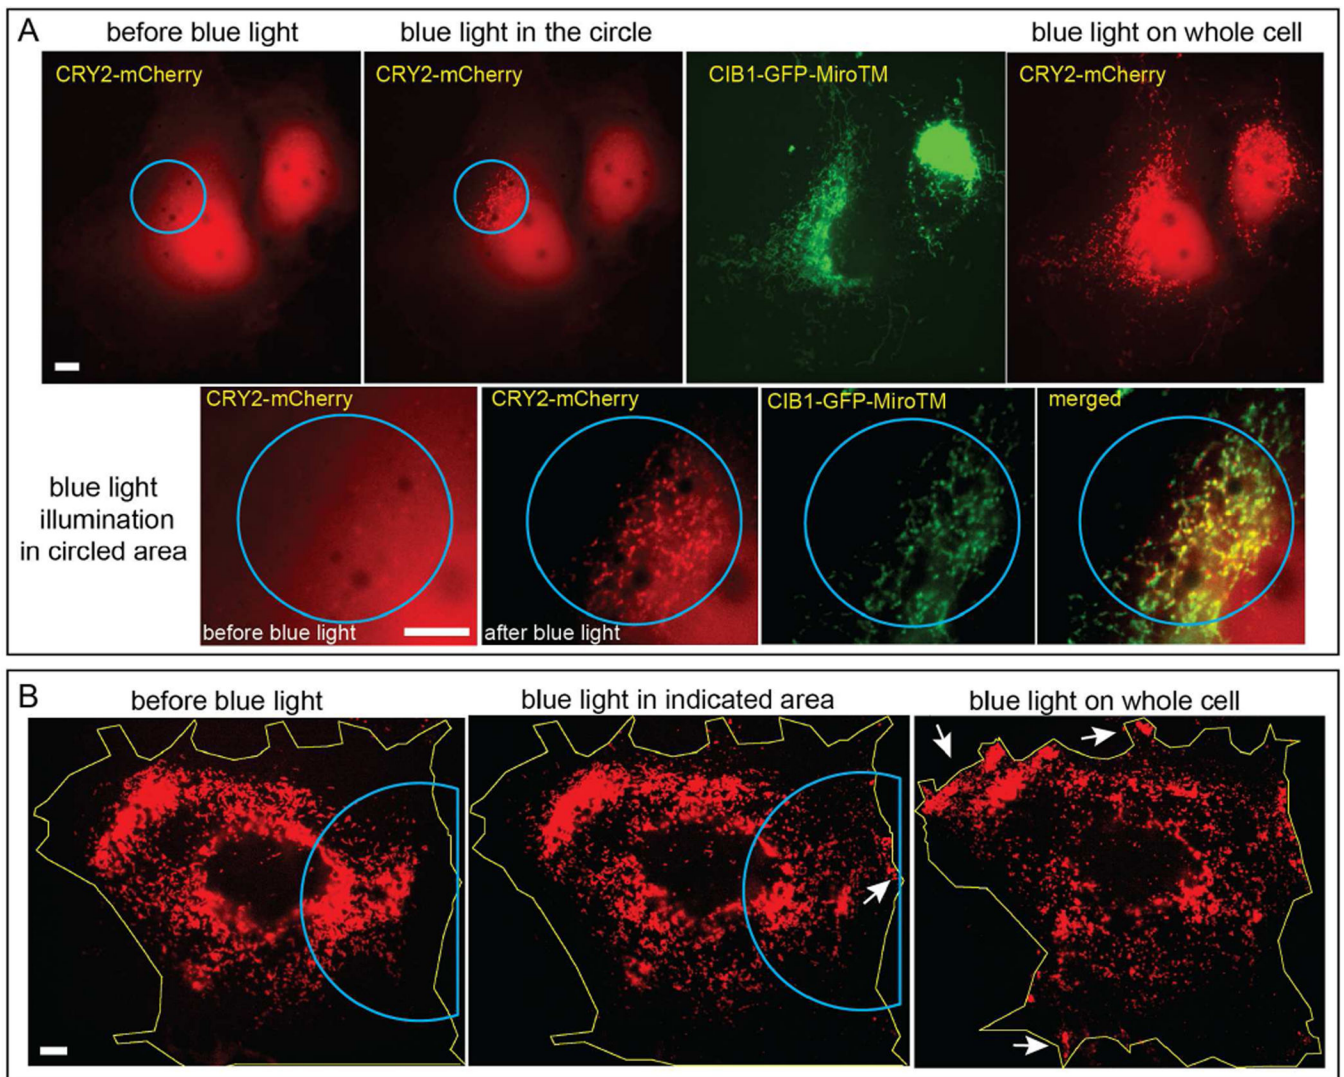 A
before blue light
blue light in the circle
blue light on whole cell
CRY2-mCherry
CRY2-mCherry
CIB1-GFP-MiroTM
CRY2-mCherry
blue light
illumination
in circled area
CRY2-mCherry
before blue light
CRY2-mCherry
after blue light
CIB1-GFP-MiroTM
merged
B
before blue light
blue light in indicated area
blue light on whole cell